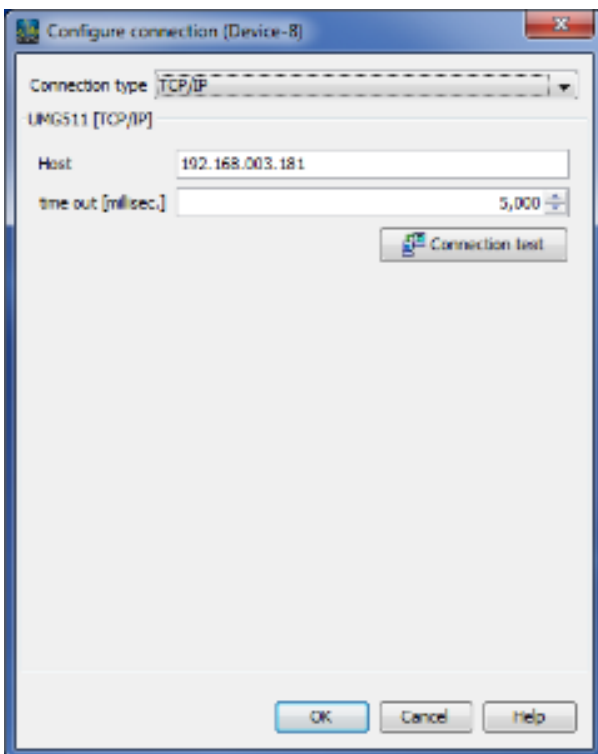 Configure connection (Device-8)
Connection type TCP/IP
UMG511 [TCP/IP]
Host 192.168.003.181
time out [milisec.] 5,000
Connection test
OK Cancel Help